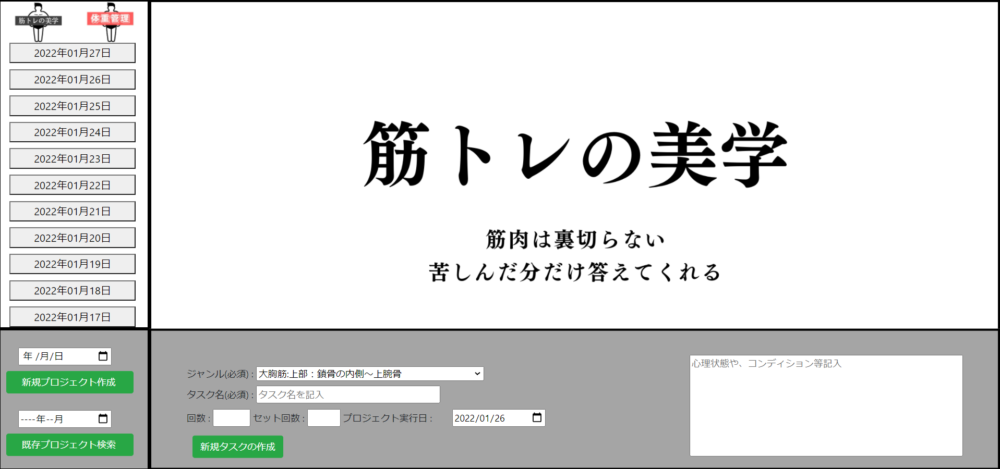 筋トレの美学
体重管理
2022年01月27日
2022年01月26日
2022年01月25日
2022年01月24日
2022年01月23日
2022年01月22日
2022年01月21日
2022年01月20日
2022年01月19日
2022年01月18日
2022年01月17日
年 /月/日
新規プロジェクト作成
----年--月
既存プロジェクト検索
筋トレの美学
筋肉は裏切らない
苦しんだ分だけ答えてくれる
ジャンル(必須) : 大胸筋:上部：鎖骨の内側～上腕骨
タスク名(必須) : タスク名を記入
回数 : セット回数 : プロジェクト実行日 : 2022/01/26
新規タスクの作成
心理状態や、コンディション等記入